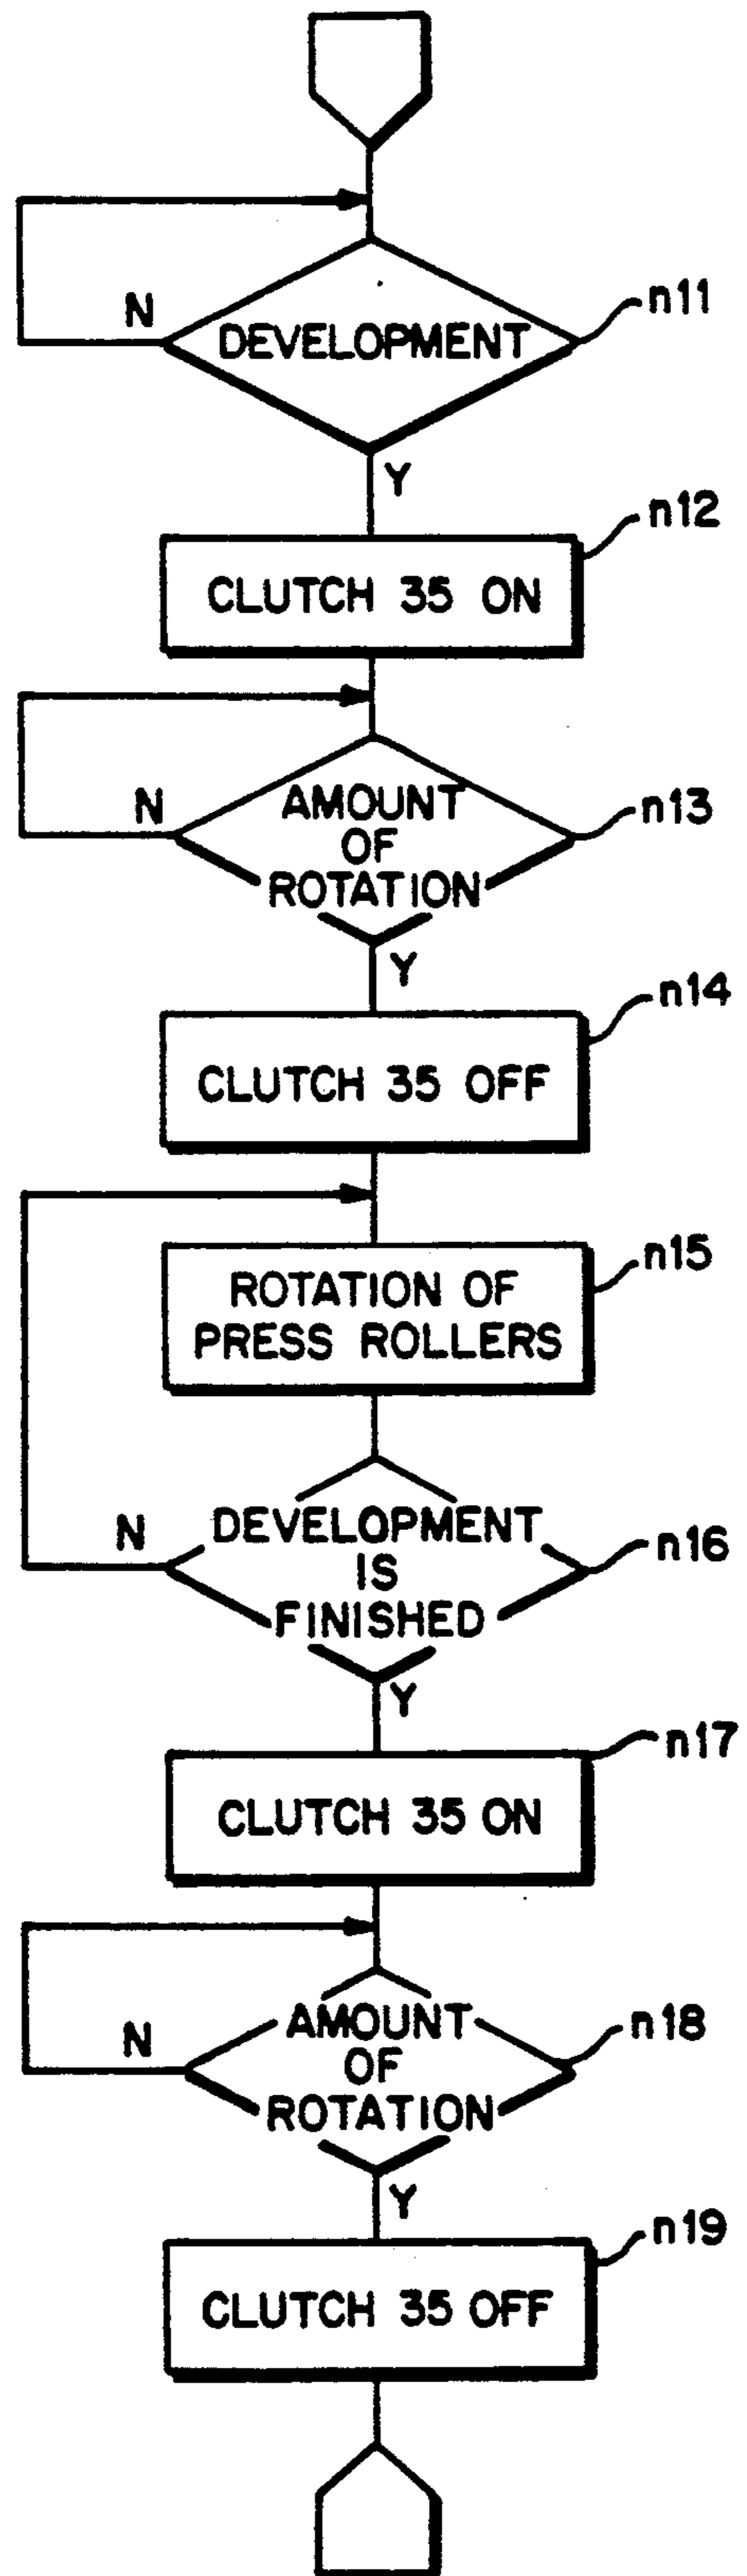 n11
N
DEVELOPMENT
Y
n12
CLUTCH 35 ON
N
AMOUNT
OF
ROTATION
n13
Y
n14
CLUTCH 35 OFF
n15
ROTATION OF
PRESS ROLLERS
N
DEVELOPMENT
IS
FINISHED
n16
Y
n17
CLUTCH 35 ON
N
AMOUNT
OF
ROTATION
n18
Y
n19
CLUTCH 35 OFF